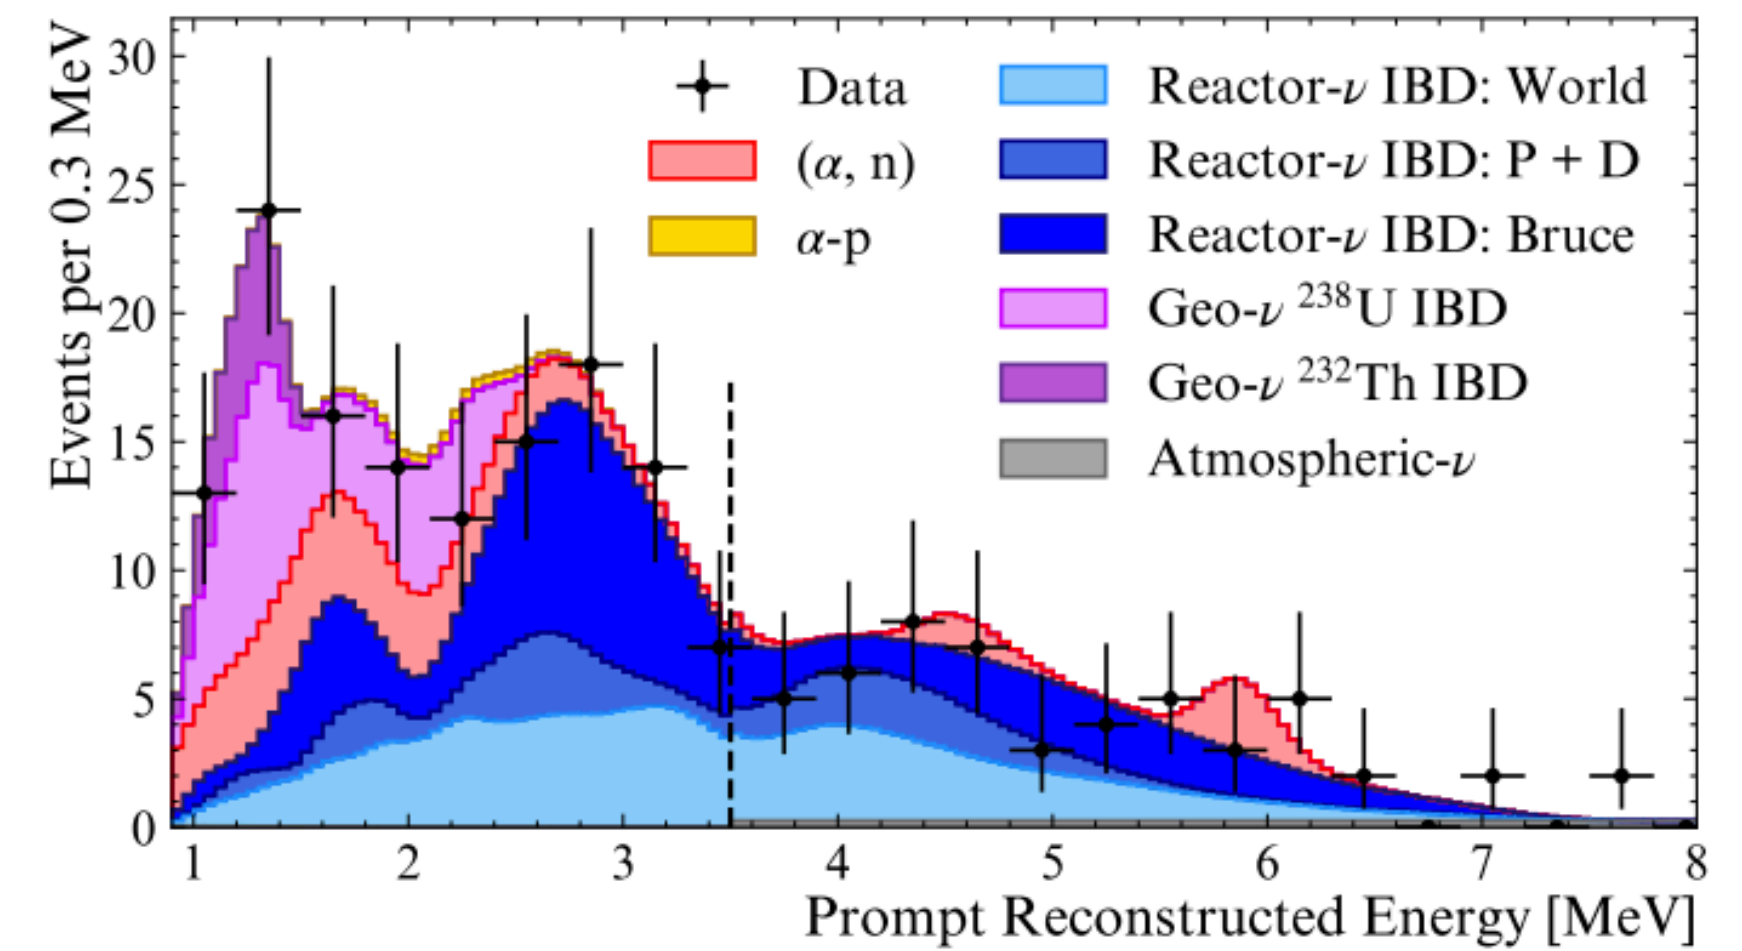 Events per 0.3 MeV
30
25
20
15
10
5
0
Data
(α, n)
α-p
Reactor-ν IBD: World
Reactor-ν IBD: P + D
Reactor-ν IBD: Bruce
Geo-ν ²³⁸U IBD
Geo-ν ²³²Th IBD
Atmospheric-ν
1 2 3 4 5 6 7 8
Prompt Reconstructed Energy [MeV]